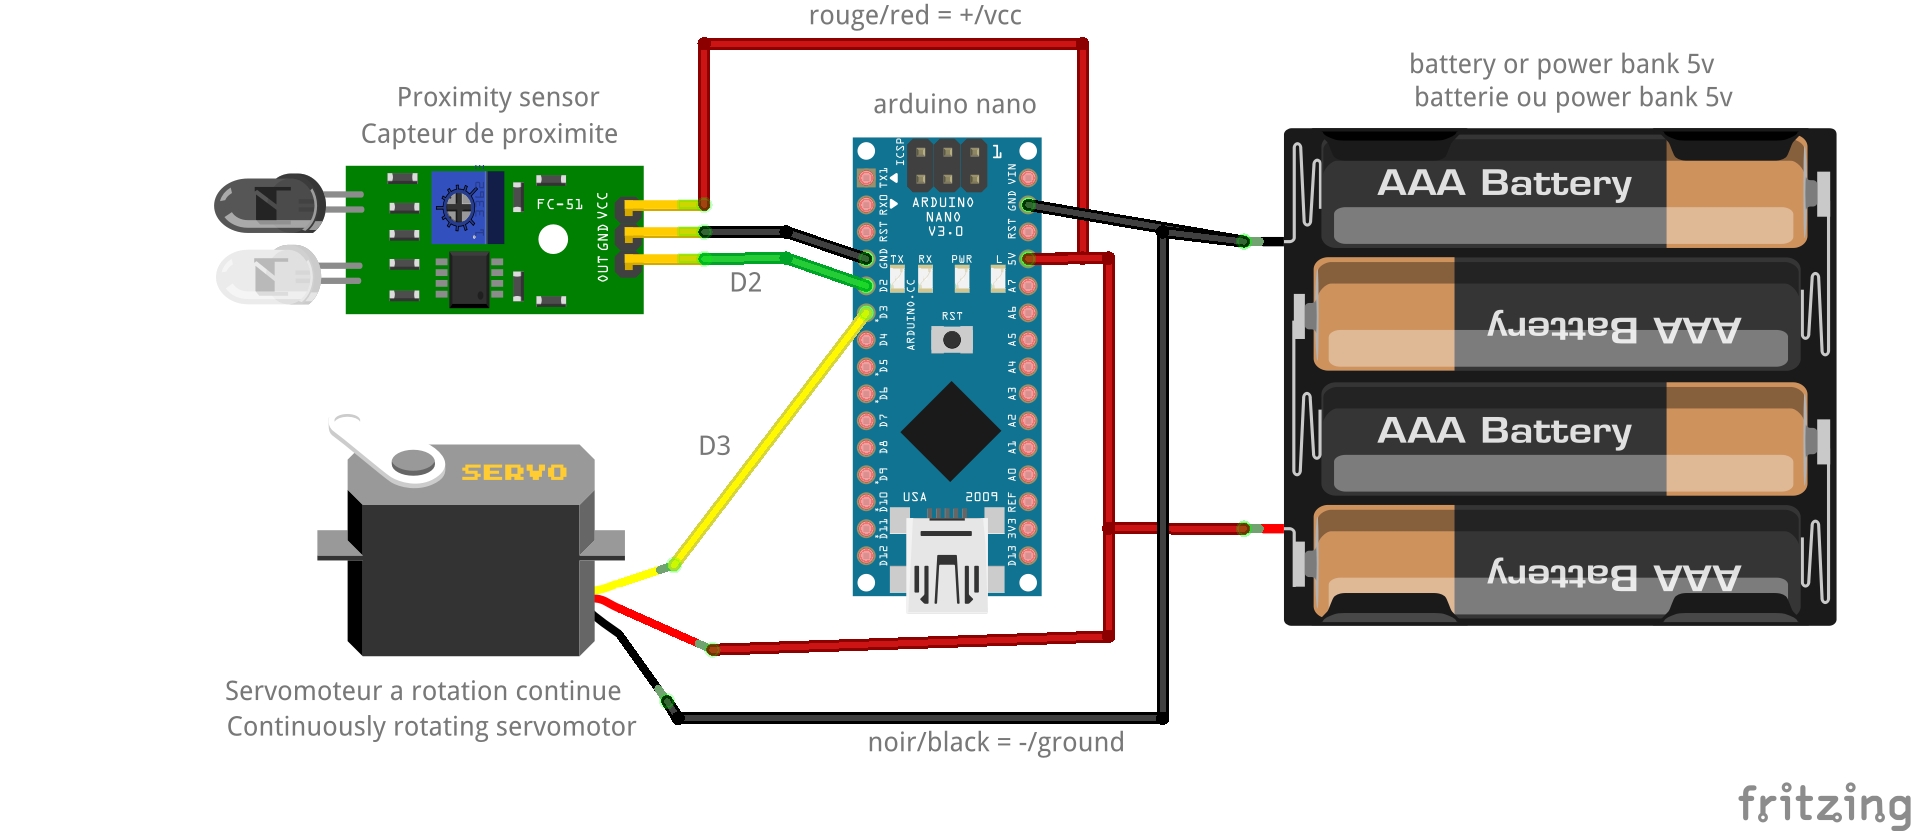 rouge/red = +/vcc
battery or power bank 5v
batterie ou power bank 5v
Proximity sensor
Capteur de proximite
arduino nano
FC-51
VCC
GND
OUT
D2
D3
ICSP
1
ARDUINO
NANO
V3.0
TX1
RX0
RST
GND
D2
D3
D4
D5
D6
D7
D8
D9
D10
D11
D12
VIN
GND
RST
5V
A7
A6
A5
A4
A3
A2
A1
A0
REF
3V3
D13
TX
RX
PWR
L
ARDUINO.CC
RST
USA
2009
AAA Battery
AAA Battery
AAA Battery
AAA Battery
SERVO
Servomoteur a rotation continue
Continuously rotating servomotor
noir/black = -/ground
fritzing